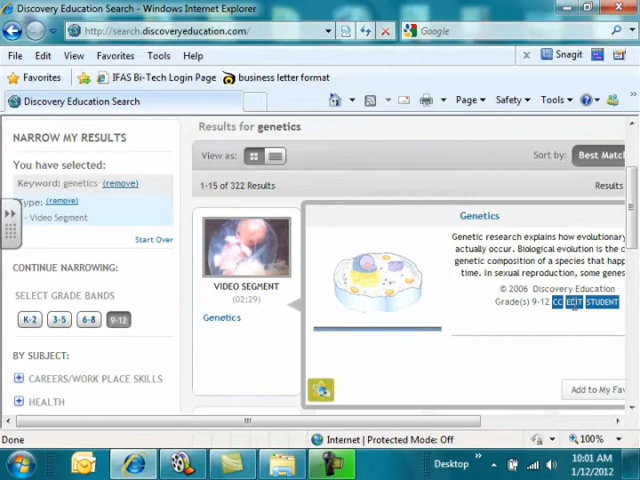 Discovery Education Search - Windows Internet Explorer
http://search.discoveryeducation.com/
Google
File Edit View Favorites Tools Help
Snagit
Favorites IFAS Bi-Tech Login Page business letter format
Discovery Education Search
Page Safety Tools
NARROW MY RESULTS
You have selected:
Keyword: genetics (remove)
Type: (remove)
- Video Segment
Start Over
CONTINUE NARROWING:
SELECT GRADE BANDS
K-2 3-5 6-8 9-12
BY SUBJECT:
CAREERS/WORK PLACE SKILLS
HEALTH
Results for genetics
View as:
Sort by: Best Match
1-15 of 322 Results
Results
VIDEO SEGMENT
(02:29)
Genetics
Genetics
Genetic research explains how evolutionary
actually occur. Biological evolution is the c
genetic composition of a species that hap
time. In sexual reproduction, some genes
© 2006 Discovery Education
Grade(s) 9-12 CC EDIT STUDENT
Add to My Fav
Done
Internet | Protected Mode: Off
100%
Desktop
10:01 AM
1/12/2012